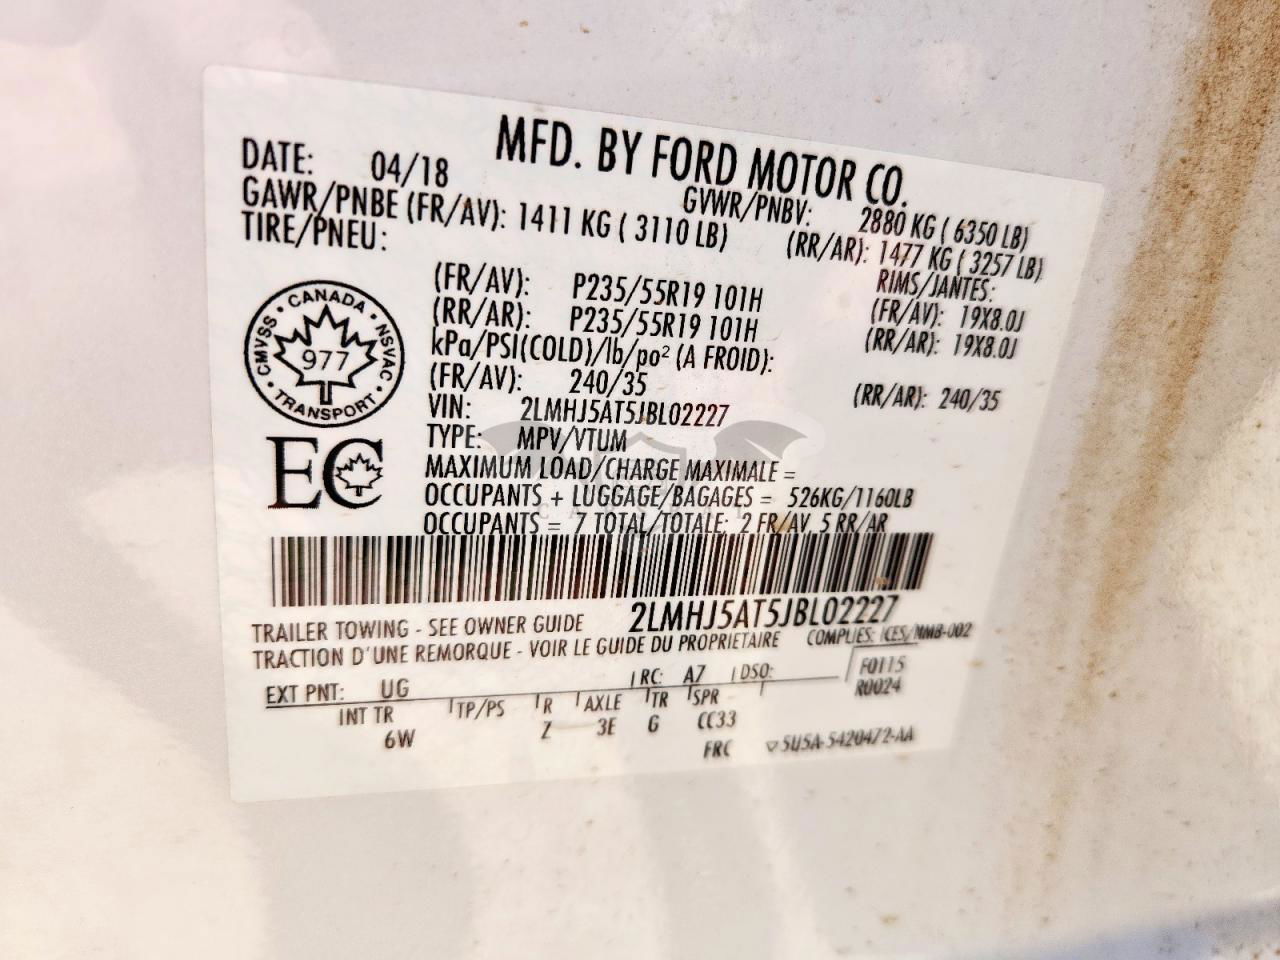 MFD. BY FORD MOTOR CO.
DATE: 04/18 GVWR/PNBV: 2880 KG ( 6350 LB)
GAWR/PNBE (FR/AV): 1411 KG ( 3110 LB) (RR/AR): 1477 KG ( 3257 LB)
TIRE/PNEU: RIMS/JANTES:
(FR/AV): P235/55R19 101H (FR/AV): 19X8.0J
(RR/AR): P235/55R19 101H (RR/AR): 19X8.0J
kPa/PSI(COLD)/lb/po² (A FROID):
(FR/AV): 240/35 (RR/AR): 240/35
VIN: 2LMHJ5AT5JBL02227
TYPE: MPV/VTUM
MAXIMUM LOAD/CHARGE MAXIMALE =
OCCUPANTS + LUGGAGE/BAGAGES = 526KG/1160LB
OCCUPANTS = 7 TOTAL/TOTALE: 2 FR/AV 5 RR/AR
CANADA
CMVSS NSVAC
977
TRANSPORT
EC
2LMHJ5AT5JBL02227
TRAILER TOWING - SEE OWNER GUIDE
TRACTION D'UNE REMORQUE - VOIR LE GUIDE DU PROPRIETAIRE
COMPLIES: ICES/NMB-002
EXT PNT: UG RC: A7 DSO: F0115
R0024
INT TR TP/PS R AXLE TR SPR
6W Z 3E G CC33
FRC ▽5U5A-5420472-AA